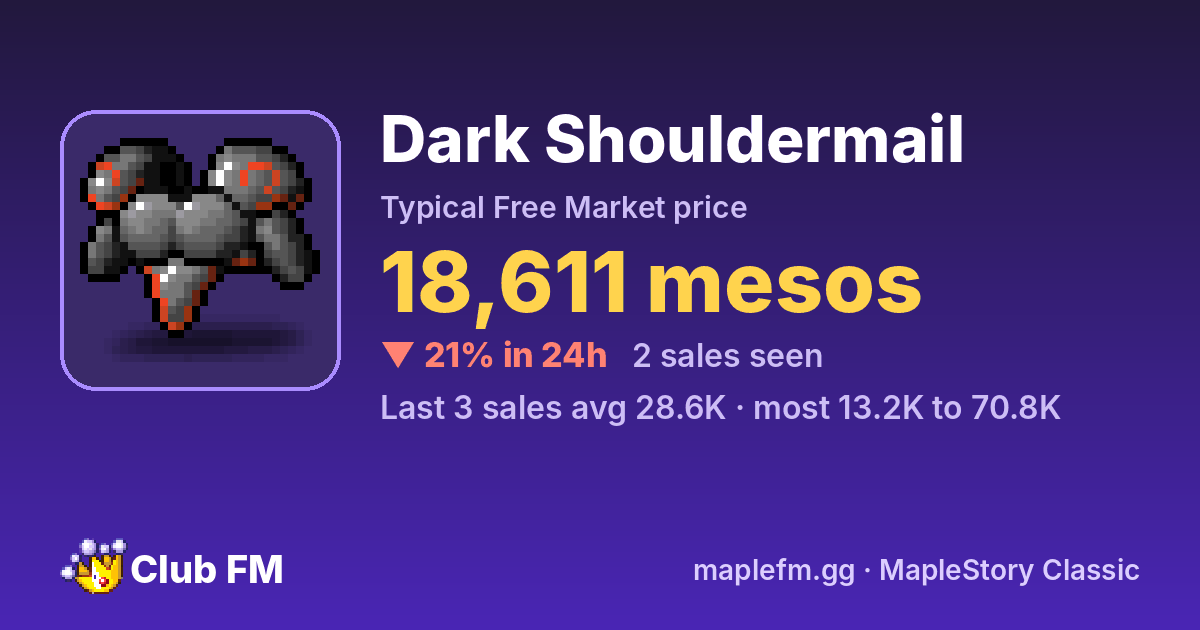 Dark Shouldermail
Typical Free Market price
18,611 mesos
▼ 21% in 24h 2 sales seen
Last 3 sales avg 28.6K · most 13.2K to 70.8K
Club FM
maplefm.gg · MapleStory Classic